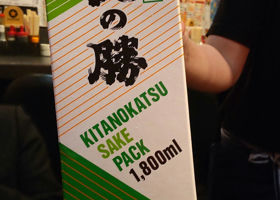 の
勝
KITANOKATSU
SAKE
PACK
1,800ml